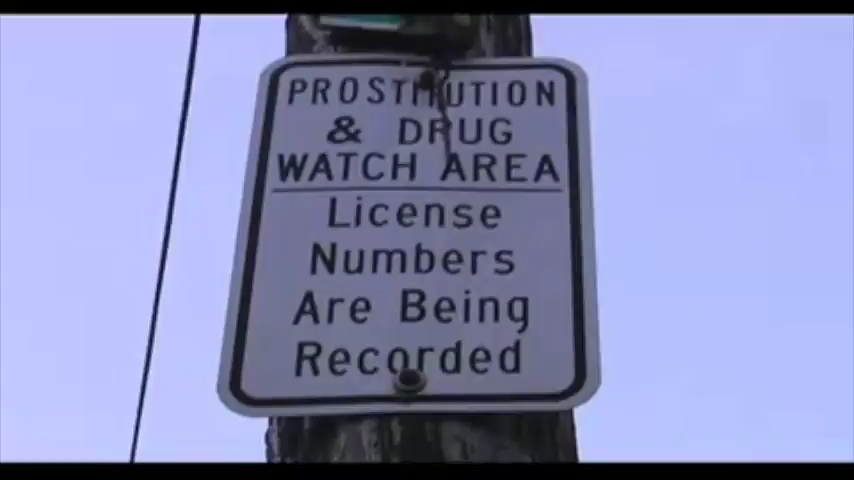 PROSTITUTION
& DRUG
WATCH AREA
License
Numbers
Are Being
Recorded